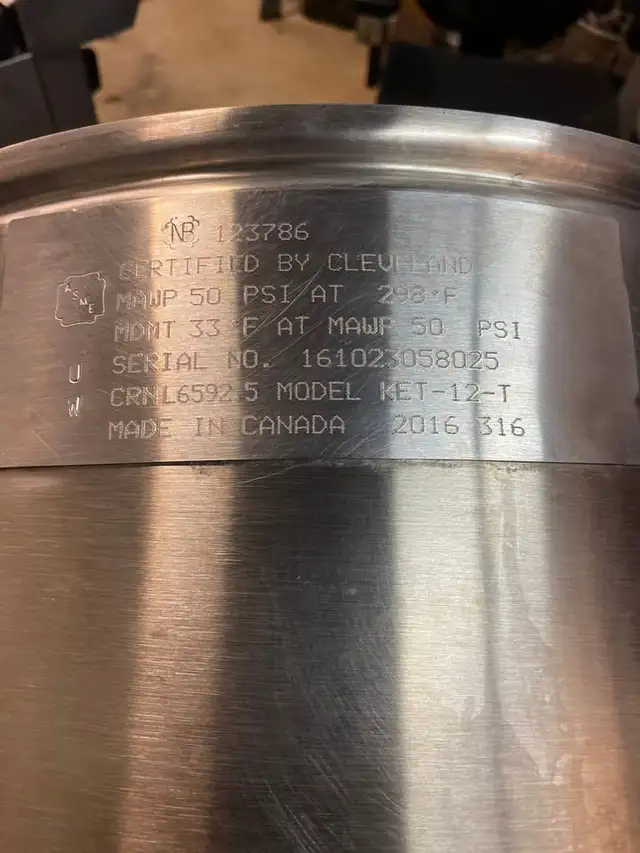 NB 123786
CERTIFIED BY CLEVELAND
ASME
MAWP 50 PSI AT 298°F
MDMT 33°F AT MAWP 50 PSI
U SERIAL NO. 161023058025
W CRN L6592.5 MODEL KET-12-T
MADE IN CANADA 2016 316